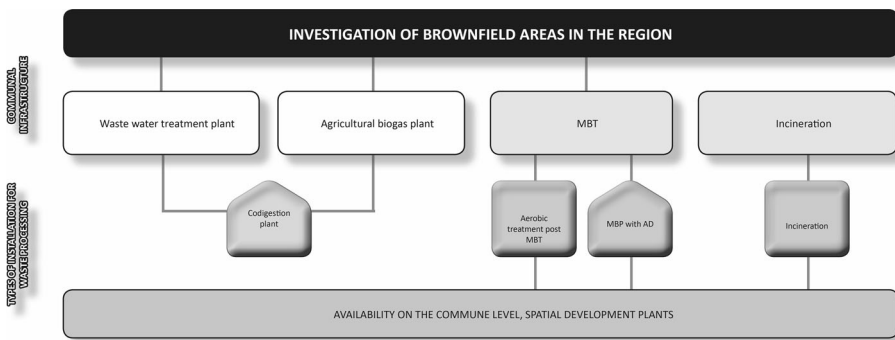 INVESTIGATION OF BROWNFIELD AREAS IN THE REGION
COMMUNAL
INFRASTRUCTURE
Waste water treatment plant
Agricultural biogas plant
MBT
Incineration
TYPES OF INSTALLATION FOR
WASTE PROCESSING
Codigestion
plant
Aerobic
treatment post
MBT
MBP with AD
Incineration
AVAILABILITY ON THE COMMUNE LEVEL, SPATIAL DEVELOPMENT PLANTS